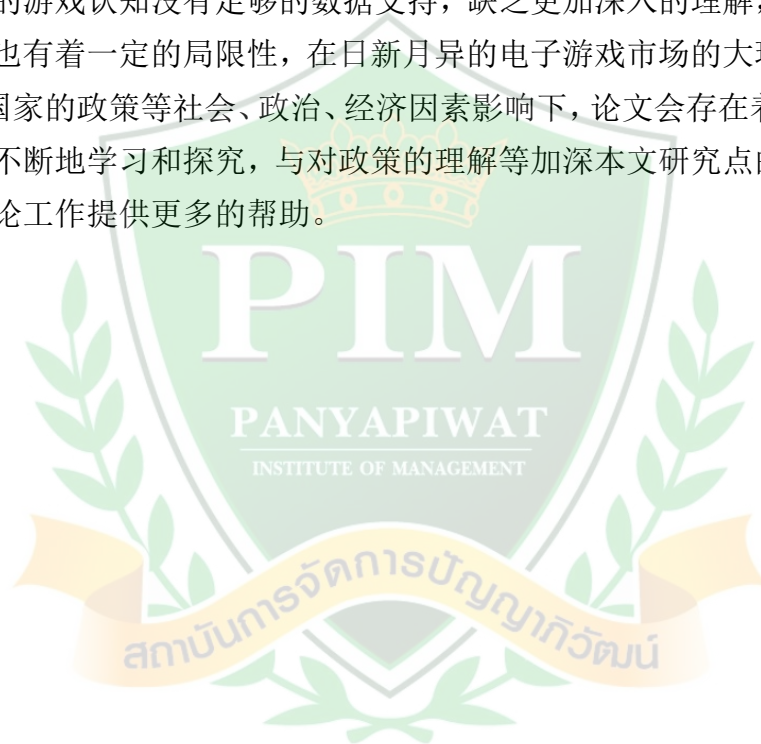 的游戏认知没有足够的数据支持，缺乏更加深入的理解，
也有着一定的局限性，在日新月异的电子游戏市场的大
国家的政策等社会、政治、经济因素影响下，论文会存在着
不断地学习和探究，与对政策的理解等加深本文研究点
论工作提供更多的帮助。
PIM
PANYAPIWAT
INSTITUTE OF MANAGEMENT
สถาบันการจัดการปัญญาภิวัฒน์